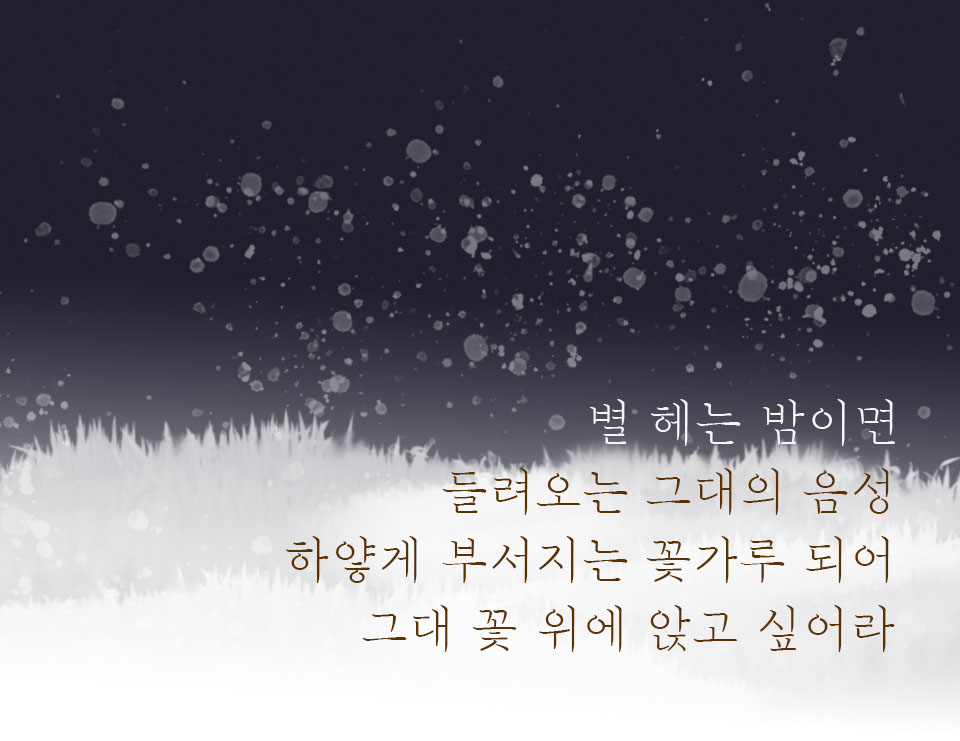 별 헤는 밤이면
들려오는 그대의 음성
하얗게 부서지는 꽃가루 되어
그대 꽃 위에 앉고 싶어라